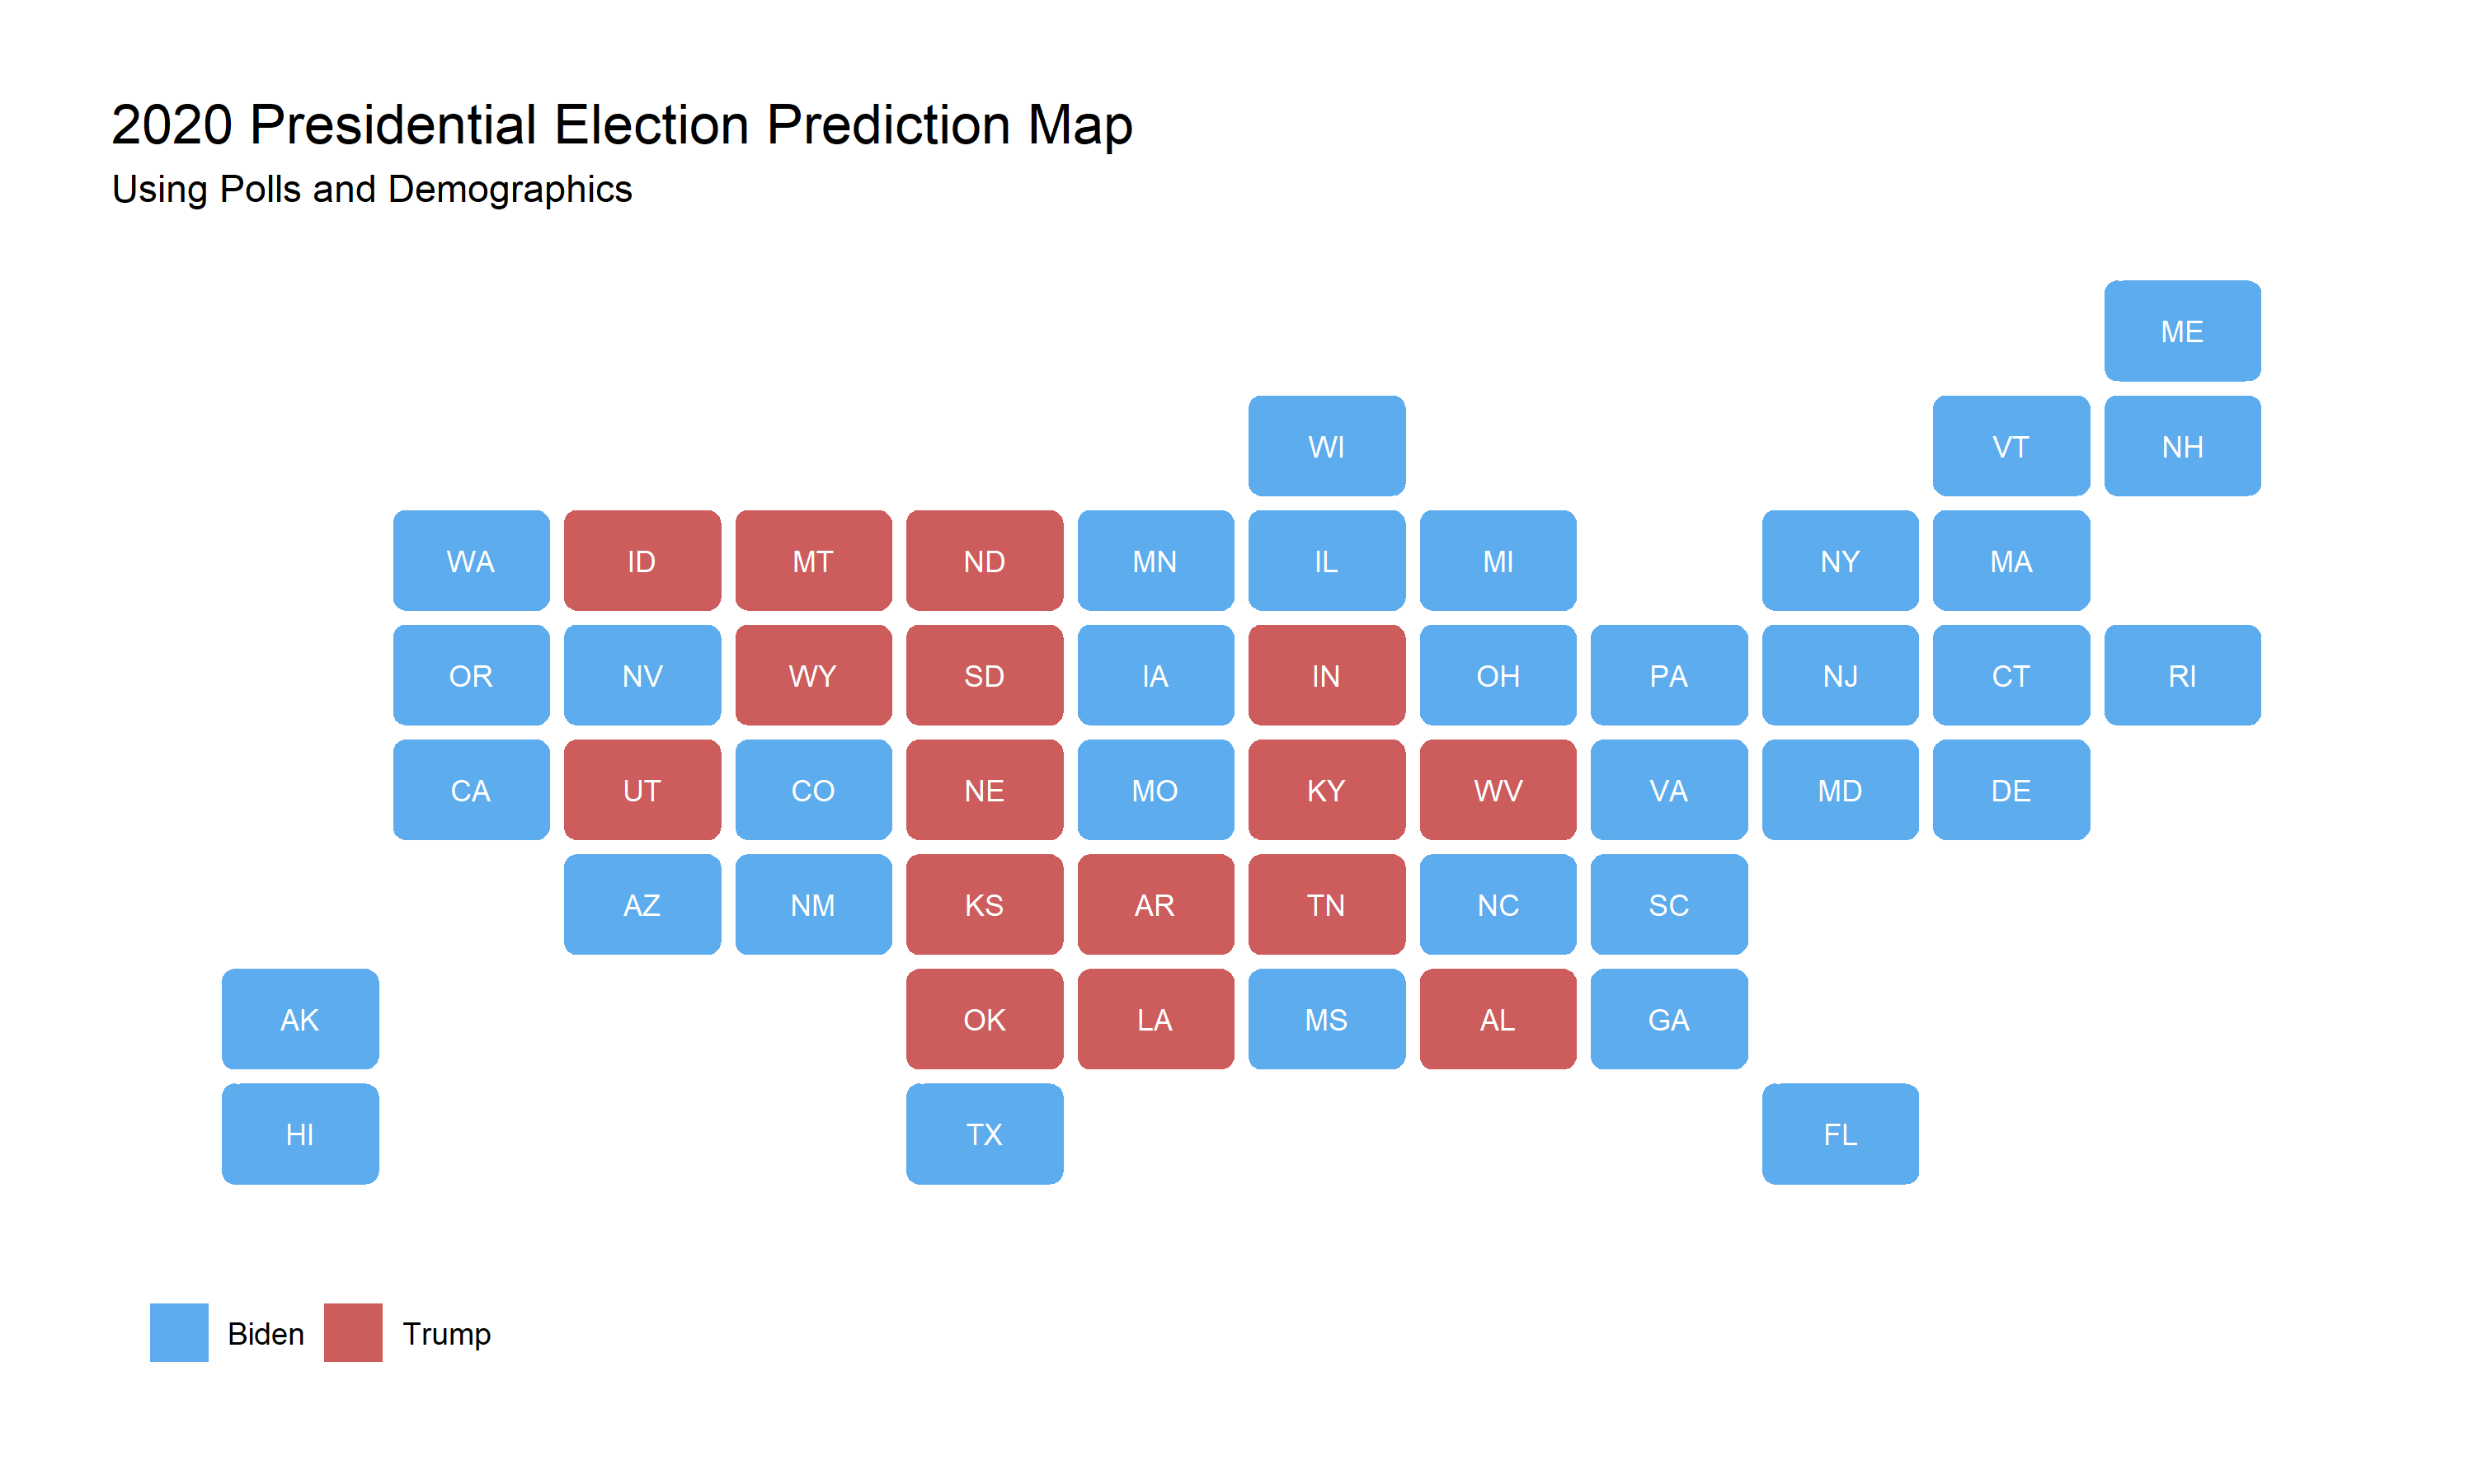 2020 Presidential Election Prediction Map
Using Polls and Demographics
ME
WI VT NH
WA ID MT ND MN IL MI NY MA
OR NV WY SD IA IN OH PA NJ CT RI
CA UT CO NE MO KY WV VA MD DE
AZ NM KS AR TN NC SC
AK OK LA MS AL GA
HI TX FL
Biden Trump